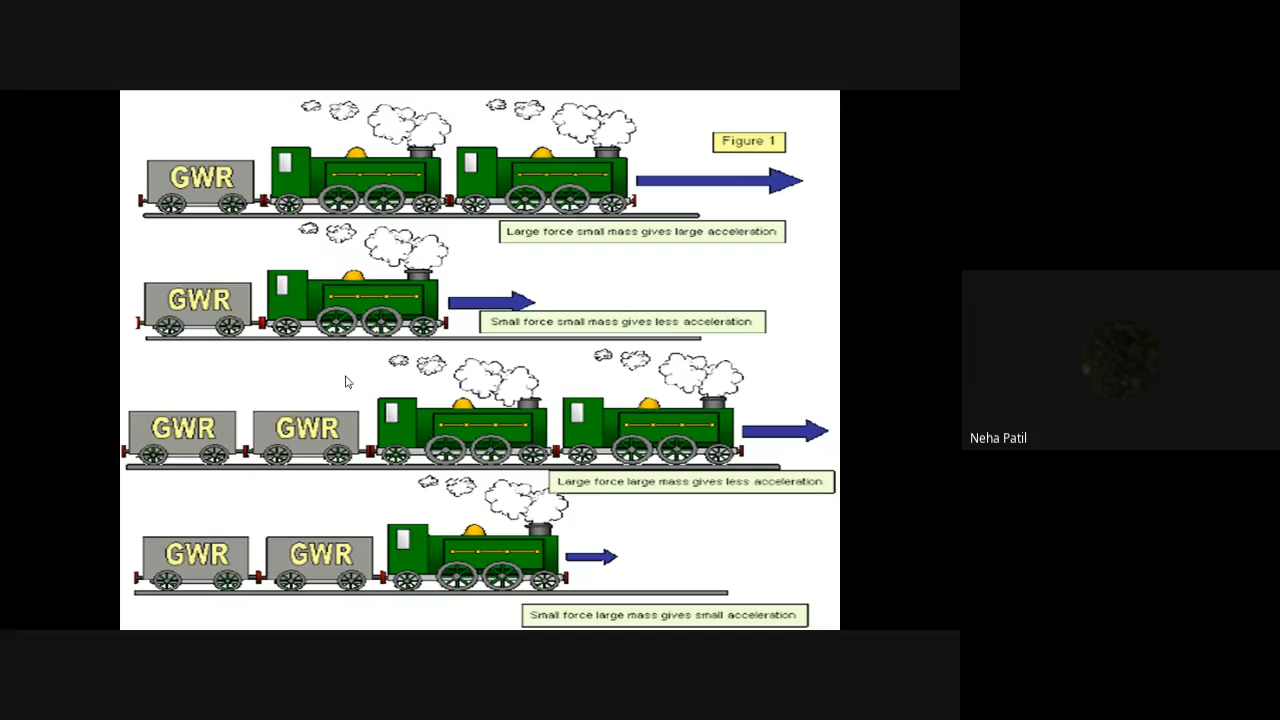 Figure 1
GWR
Large force small mass gives large acceleration
GWR
Small force small mass gives less acceleration
GWR GWR
Large force large mass gives less acceleration
GWR GWR
Small force large mass gives small acceleration
Neha Patil